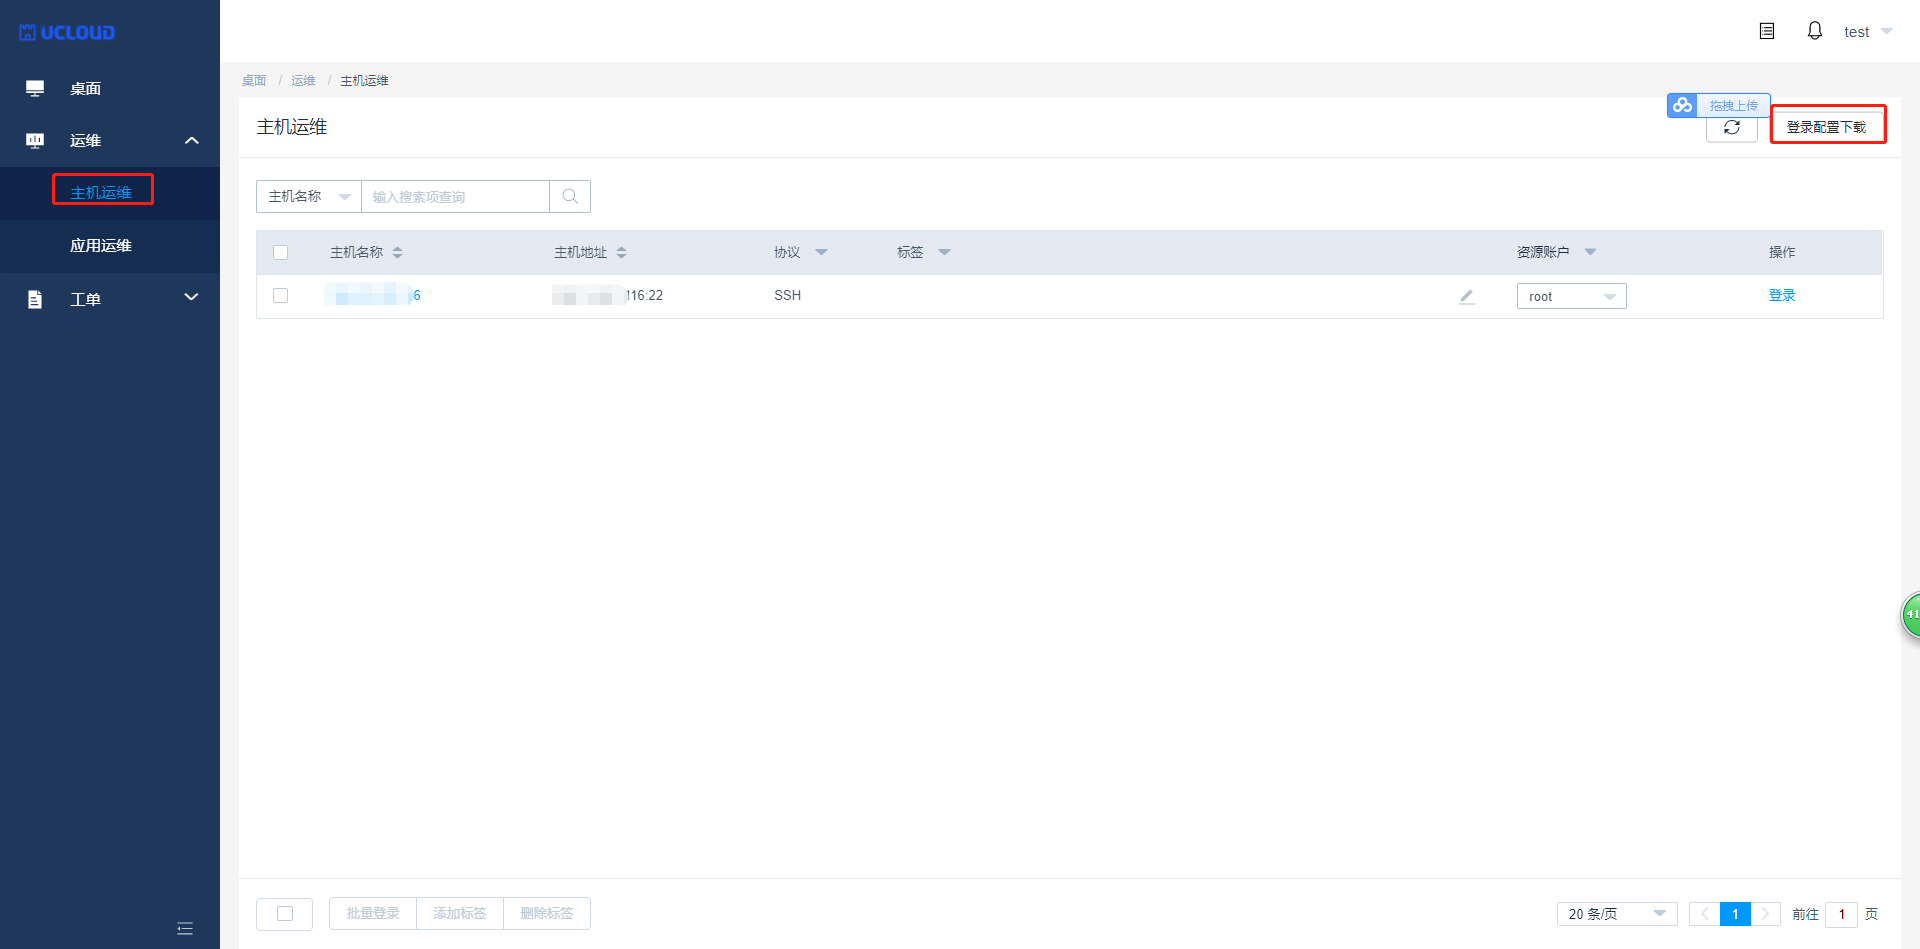 UCLOUD
桌面
运维
主机运维
应用运维
工单
test
桌面 / 运维 / 主机运维
主机运维
拖拽上传
登录配置下载
主机名称 输入搜索项查询
主机名称 主机地址 协议 标签 资源账户 操作
6 116:22 SSH root 登录
41
批量登录 添加标签 删除标签
20 条/页 1 前往 1 页